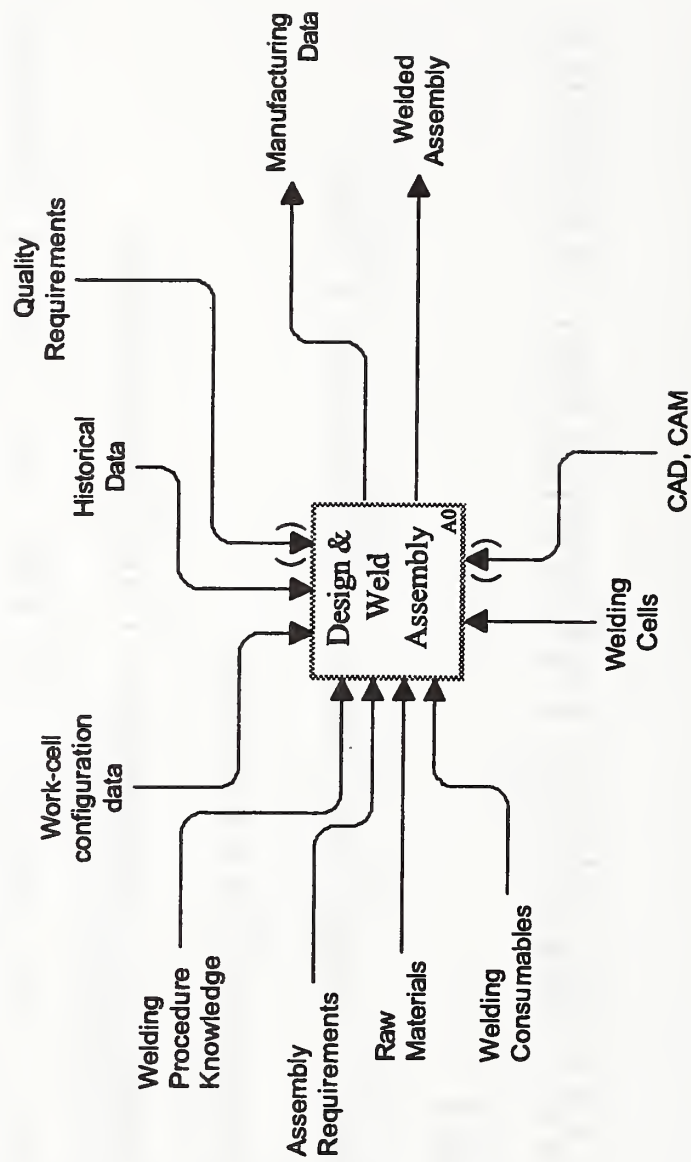 Work-cell
configuration
data
Historical
Data
Quality
Requirements
Welding
Procedure
Knowledge
Assembly
Requirements
Raw
Materials
Welding
Consumables
Design &
Weld
Assembly
A0
Manufacturing
Data
Welded
Assembly
Welding
Cells
CAD, CAM